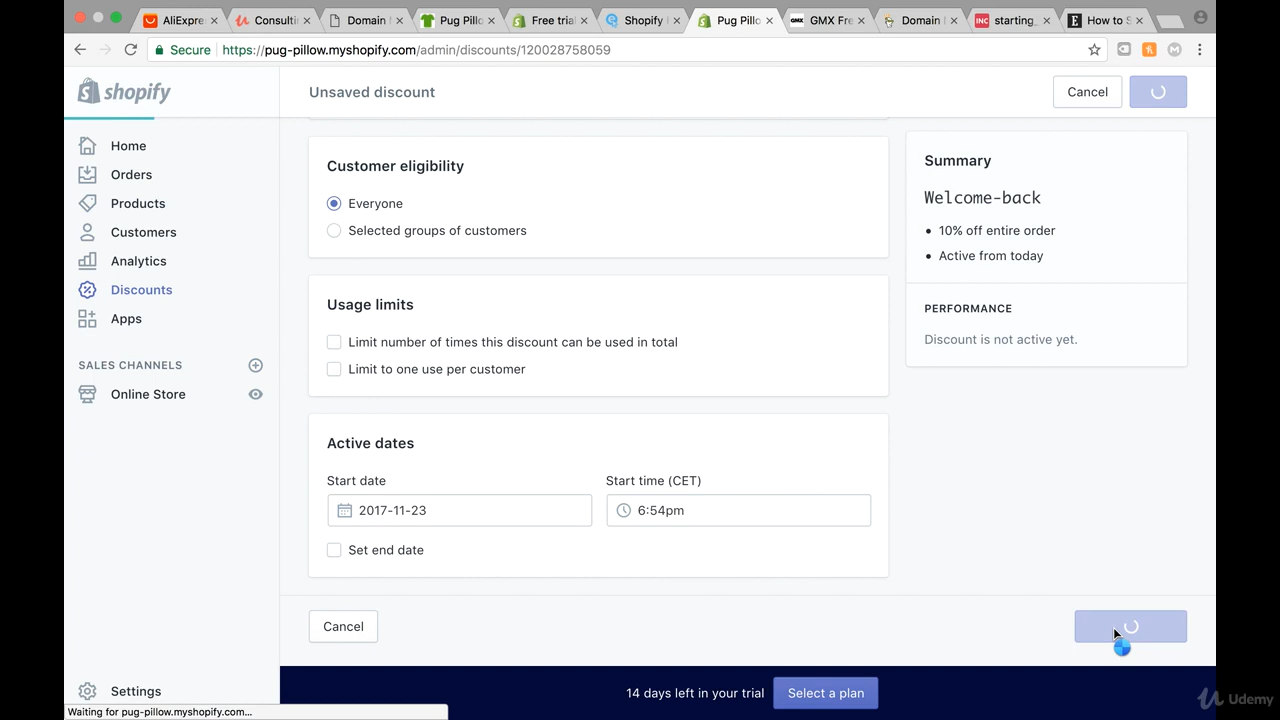 AliExpre
Consulti
Domain
Pug Pill
Free tria
Shopify
Pug Pillo
GMX
GMX Fre
Domain
INC
starting_
E
How to S
Secure
https://pug-pillow.myshopify.com/admin/discounts/120028758059
shopify
Unsaved discount
Cancel
Home
Orders
Products
Customers
Analytics
Discounts
Apps
SALES CHANNELS
Online Store
Settings
Customer eligibility
Everyone
Selected groups of customers
Usage limits
Limit number of times this discount can be used in total
Limit to one use per customer
Active dates
Start date
Start time (CET)
2017-11-23
6:54pm
Set end date
Cancel
Summary
Welcome-back
10% off entire order
Active from today
PERFORMANCE
Discount is not active yet.
14 days left in your trial
Select a plan
Waiting for pug-pillow.myshopify.com...
Udemy